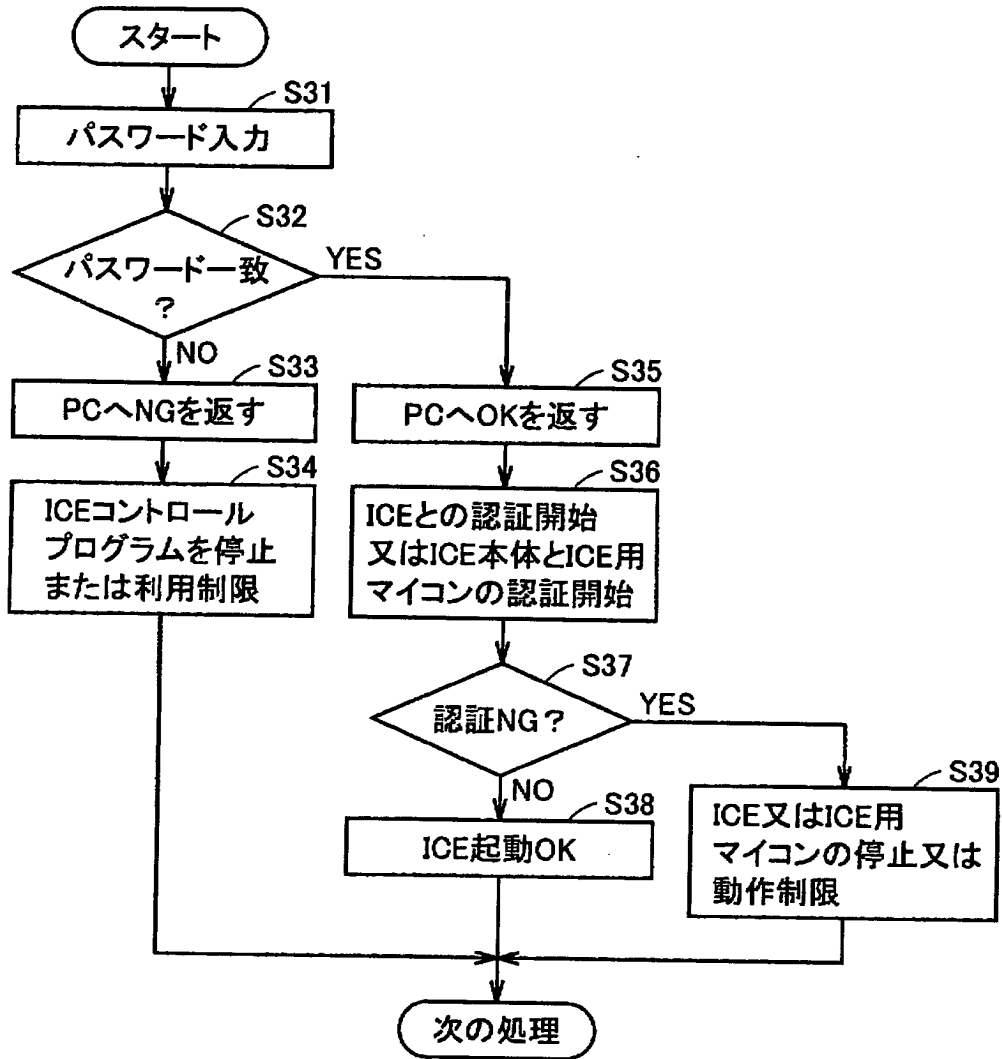 スタート
S31
パスワード入力
S32
パスワード一致
?
YES
NO
S33
PCへNGを返す
S34
ICEコントロール
プログラムを停止
または利用制限
S35
PCへOKを返す
S36
ICEとの認証開始
又はICE本体とICE用
マイコンの認証開始
S37
認証NG?
YES
NO
S38
ICE起動OK
S39
ICE又はICE用
マイコンの停止又は
動作制限
次の処理